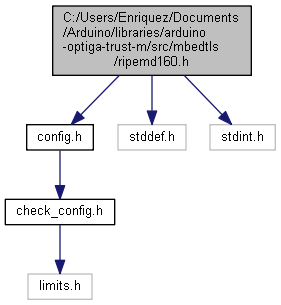 C:/Users/Enriquez/Documents
/Arduino/libraries/arduino
-optiga-trust-m/src/mbedtls
/ripemd160.h
config.h
stddef.h
stdint.h
check_config.h
limits.h